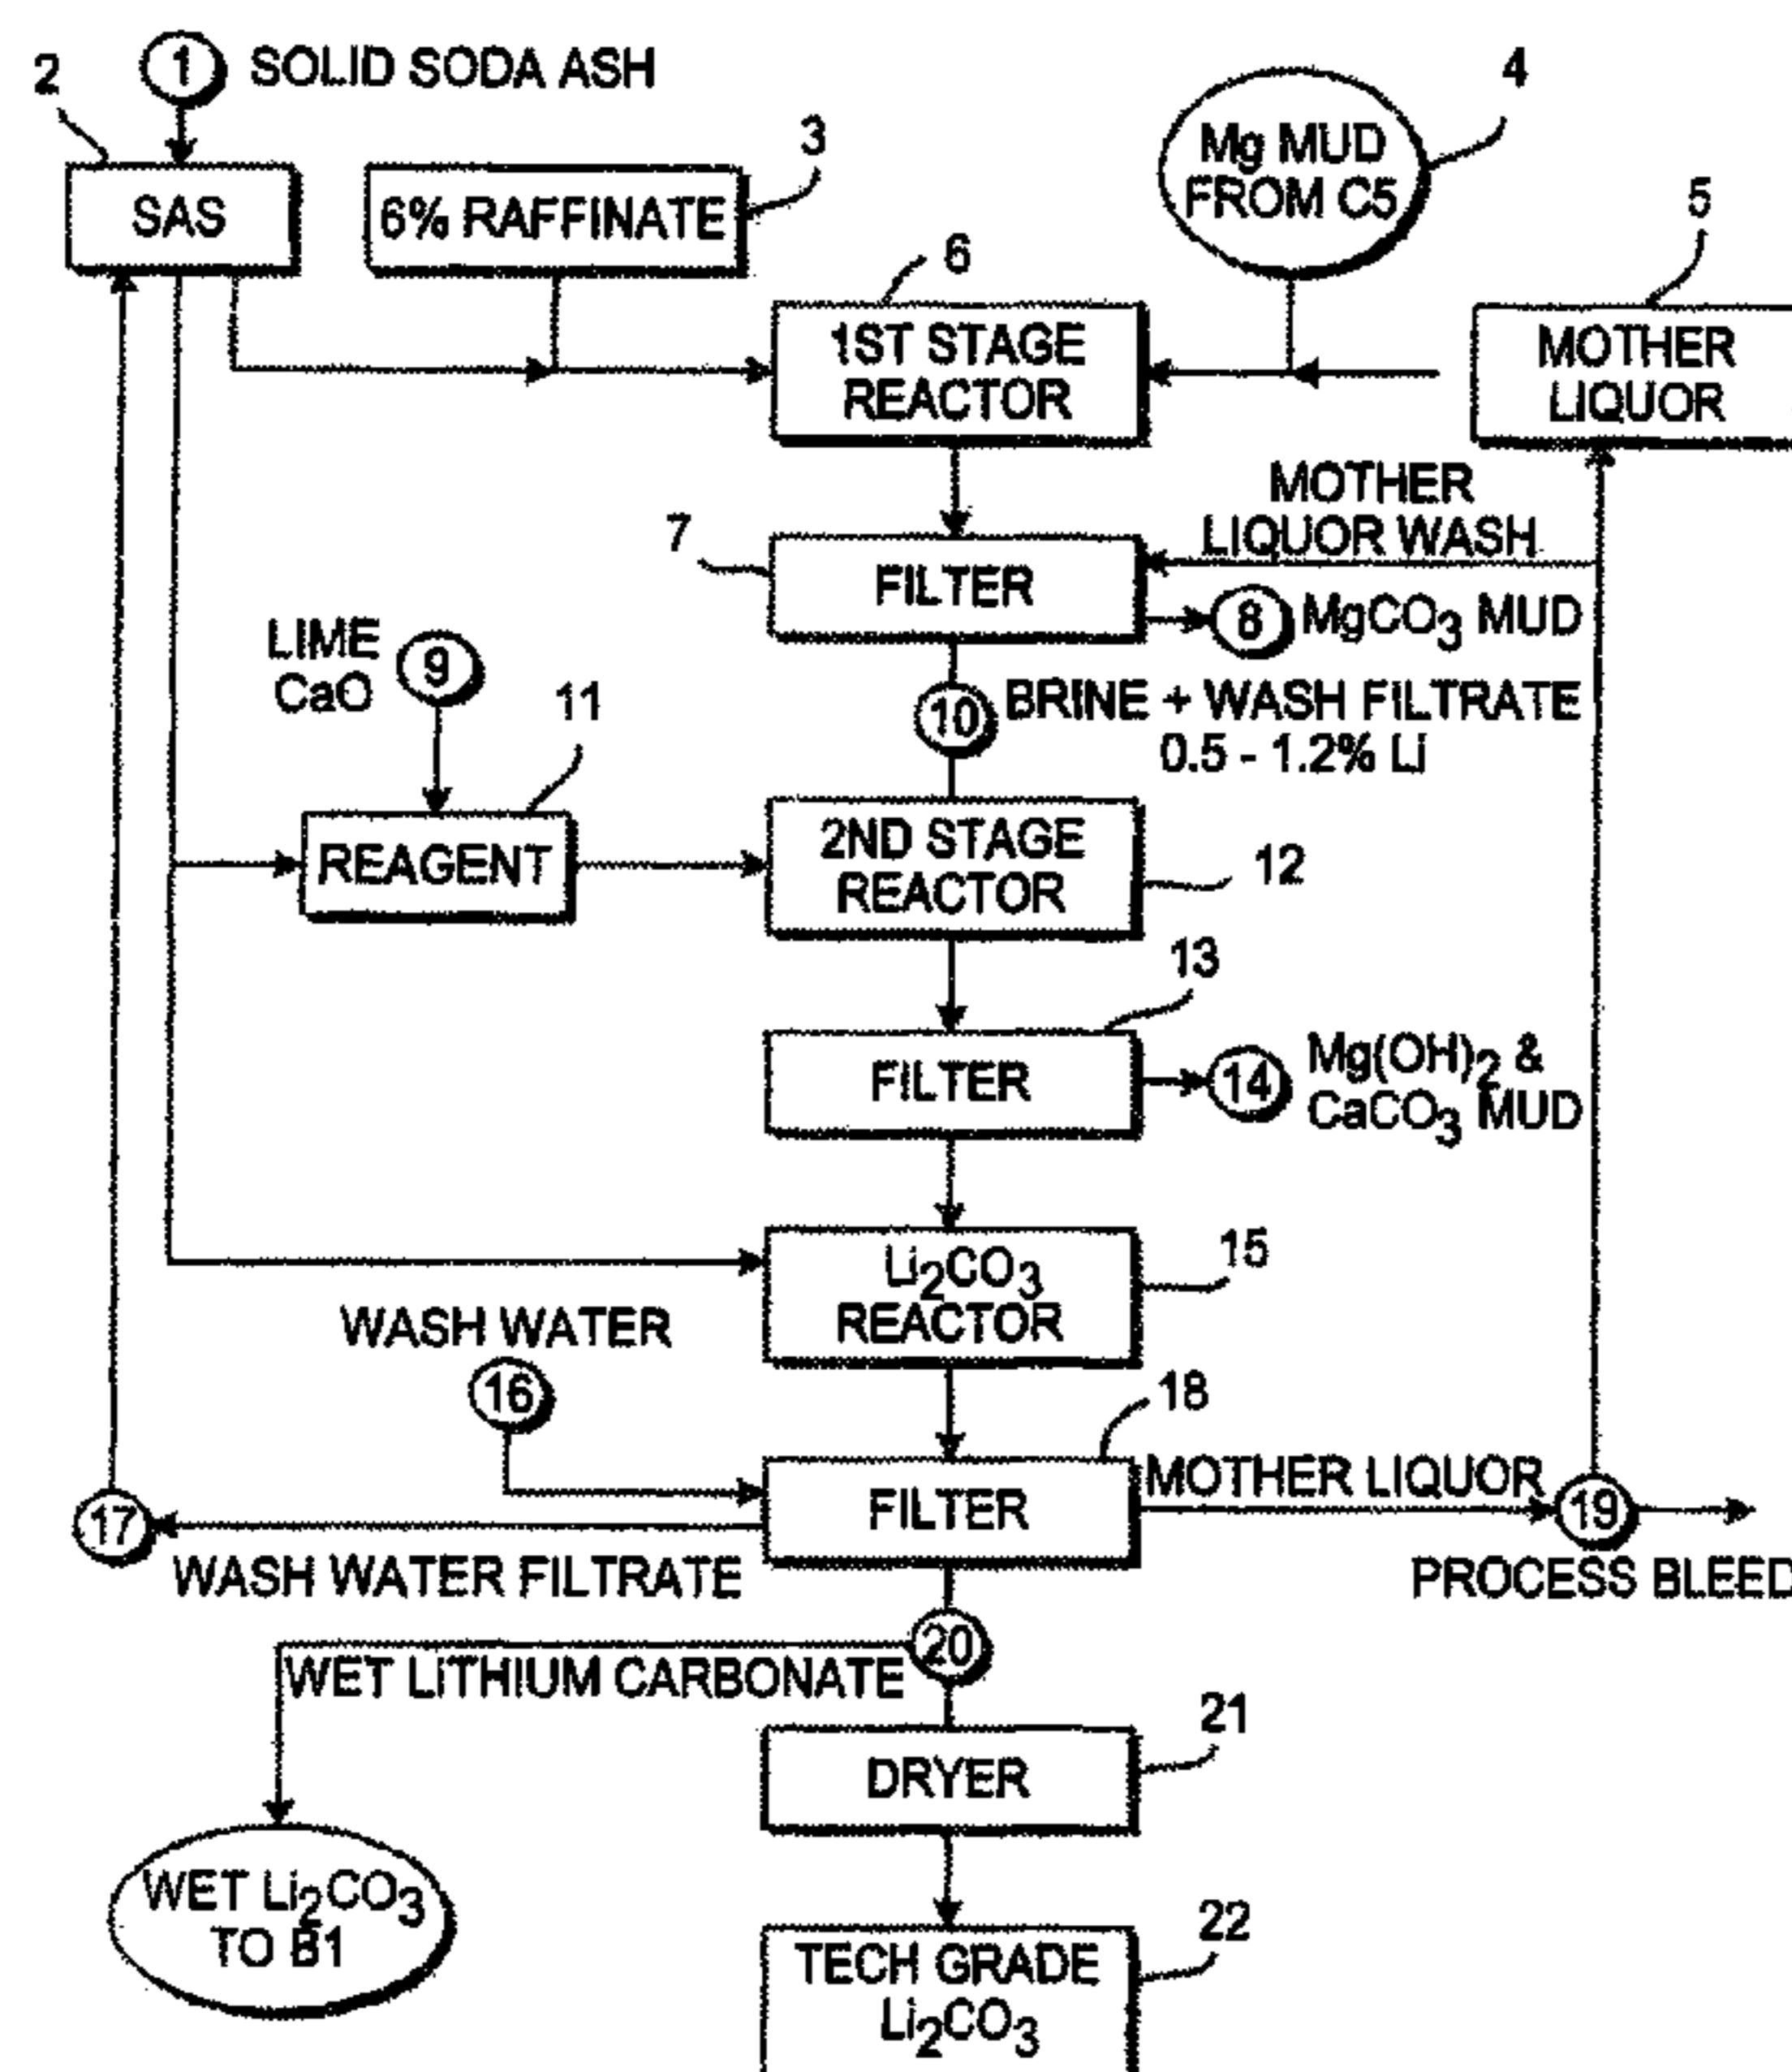 1 SOLID SODA ASH
2
SAS
6% RAFFINATE
3
Mg MUD
FROM C5
4
5
MOTHER
LIQUOR
6
1ST STAGE
REACTOR
MOTHER
LIQUOR WASH
7
FILTER
8 MgCO3 MUD
LIME
CaO
9
10 BRINE + WASH FILTRATE
0.5 - 1.2% Li
11
REAGENT
2ND STAGE
REACTOR
12
13
FILTER
14
Mg(OH)2 &
CaCO3 MUD
Li2CO3
REACTOR
15
WASH WATER
16
18
FILTER
MOTHER LIQUOR
19
PROCESS BLEED
17
WASH WATER FILTRATE
20
WET LITHIUM CARBONATE
21
DRYER
WET Li2CO3
TO B1
22
TECH GRADE
Li2CO3